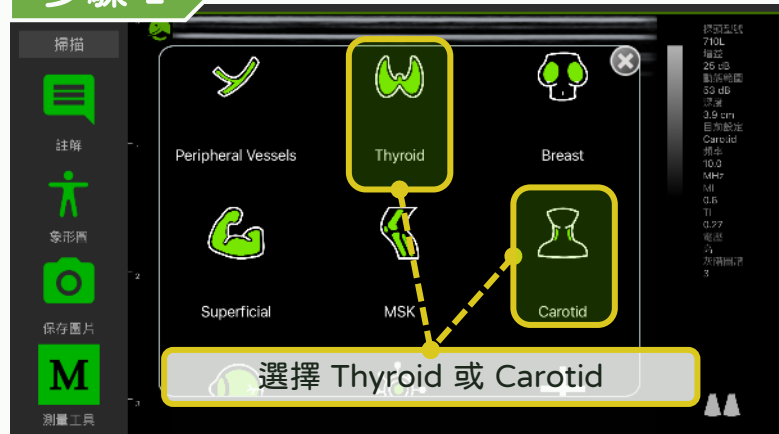 掃描
註解
象形圖
保存圖片
M
測量工具
Peripheral Vessels
Thyroid
Breast
Superficial
MSK
Carotid
選擇 Thyroid 或 Carotid
2
3
探頭型號
710L
增益
26 dB
動態範圍
53 dB
深度
3.9 cm
目前設定
Carotid
頻率
10.0
MHz
MI
0.6
TI
0.27
3